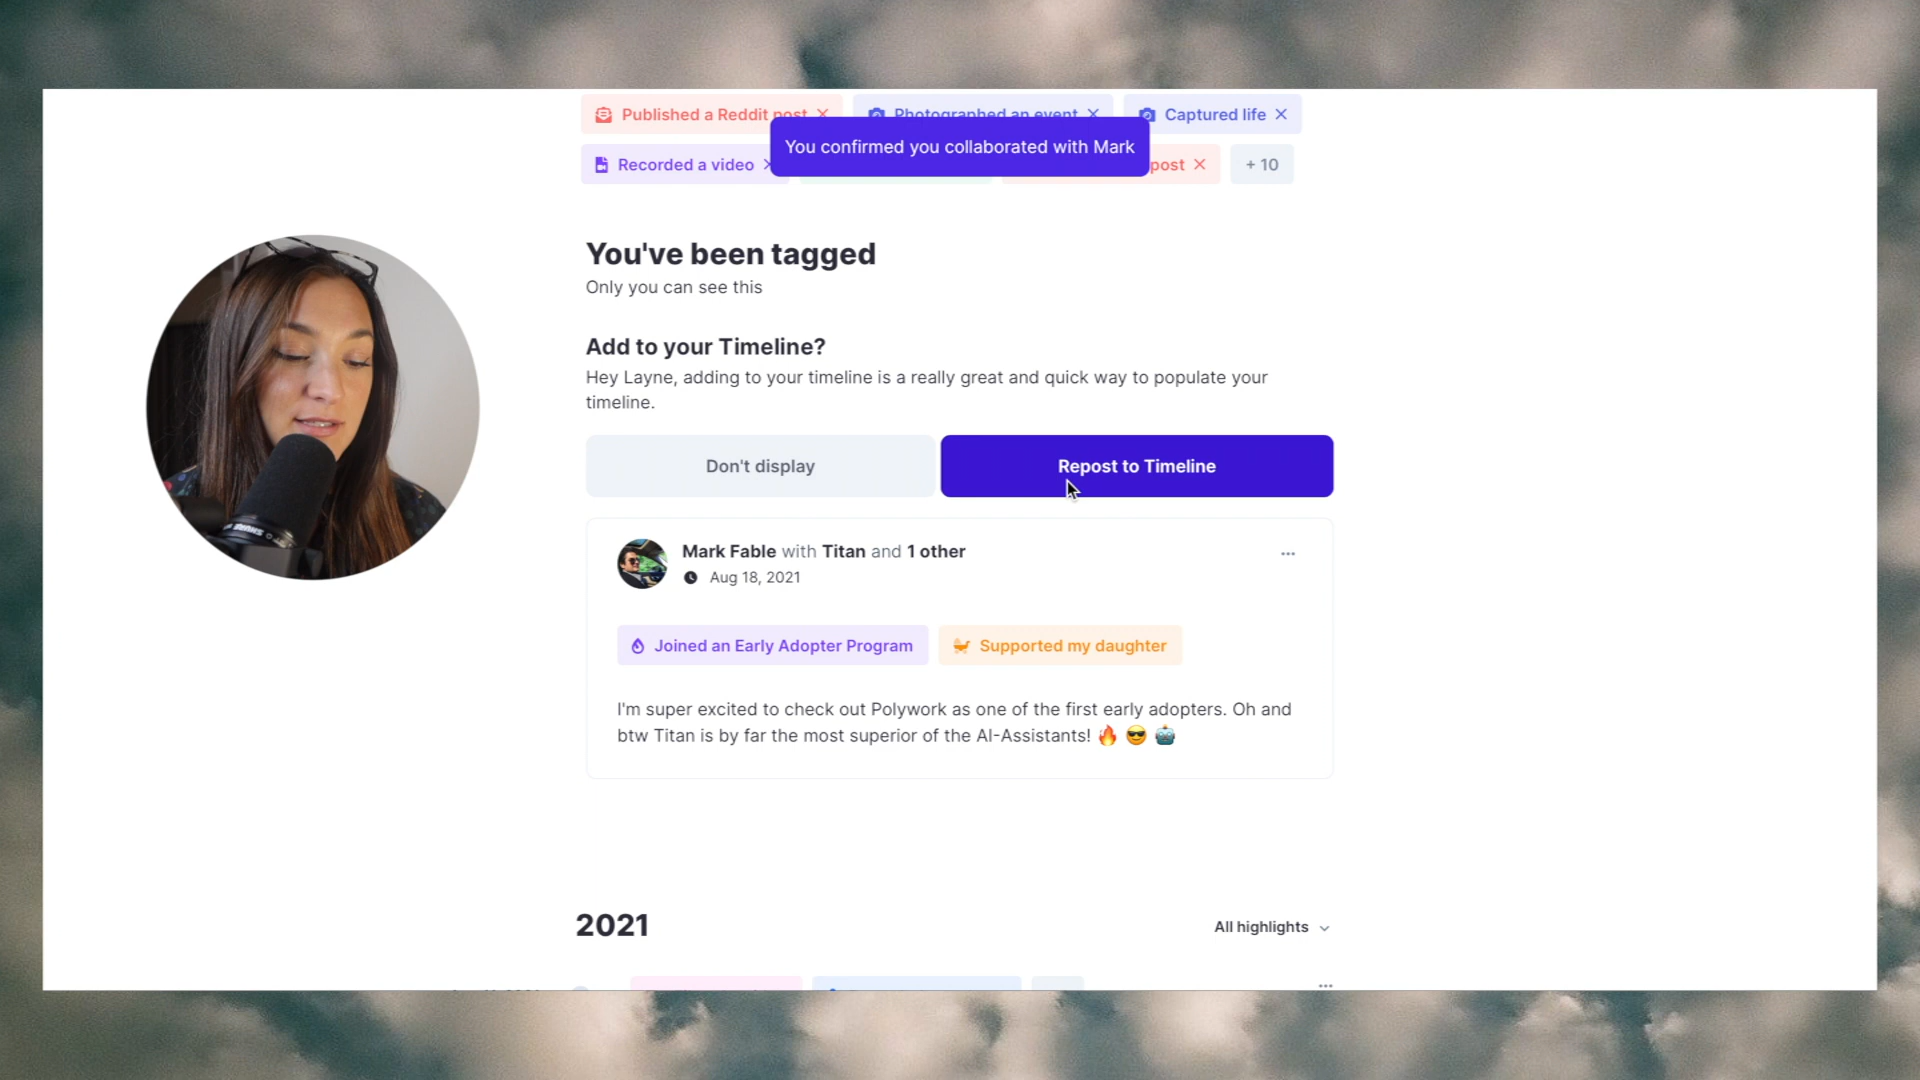 Published a Reddit post
Photographed an event
Captured life
You confirmed you collaborated with Mark
Recorded a video
post
+ 10
You've been tagged
Only you can see this
Add to your Timeline?
Hey Layne, adding to your timeline is a really great and quick way to populate your
timeline.
Don't display
Repost to Timeline
Mark Fable with Titan and 1 other
Aug 18, 2021
Joined an Early Adopter Program
Supported my daughter
I'm super excited to check out Polywork as one of the first early adopters. Oh and
btw Titan is by far the most superior of the AI-Assistants! 🔥 😎 🤖
2021
All highlights